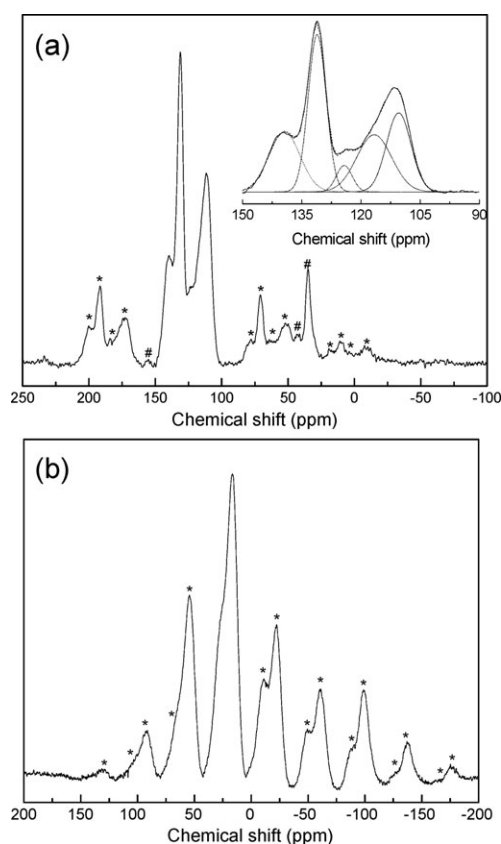 (a)
* * * * # * * * * # # * * * *
150 135 120 105 90
Chemical shift (ppm)
250 200 150 100 50 0 -50 -100
Chemical shift (ppm)
(b)
* * * * * * * * * * * * * * * *
200 150 100 50 0 -50 -100 -150 -200
Chemical shift (ppm)